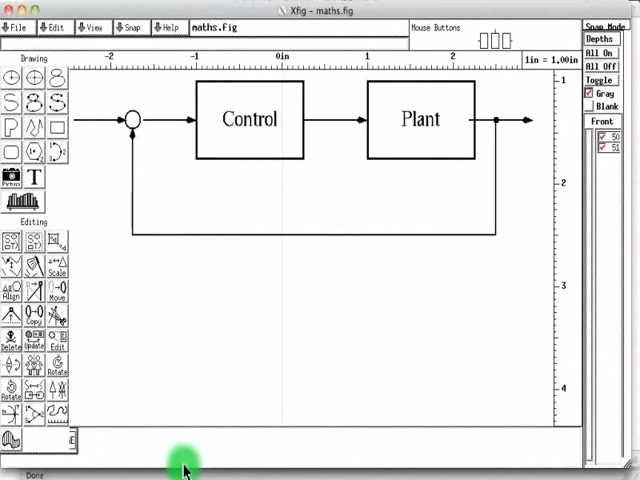 Xfig - maths.fig
File Edit View Snap Help maths.fig
Mouse Buttons
Snap Mode
Depths
All On
All Off
Toggle
Gray
Blank
Front
50
51
Drawing
-2 -1 0in 1 2 1in = 1.00in
1
2
3
4
Control
Plant
Picture
T
Editing
Scale
Align
Move
Copy
Delete
Update
Edit
Rotate
Rotate
Done